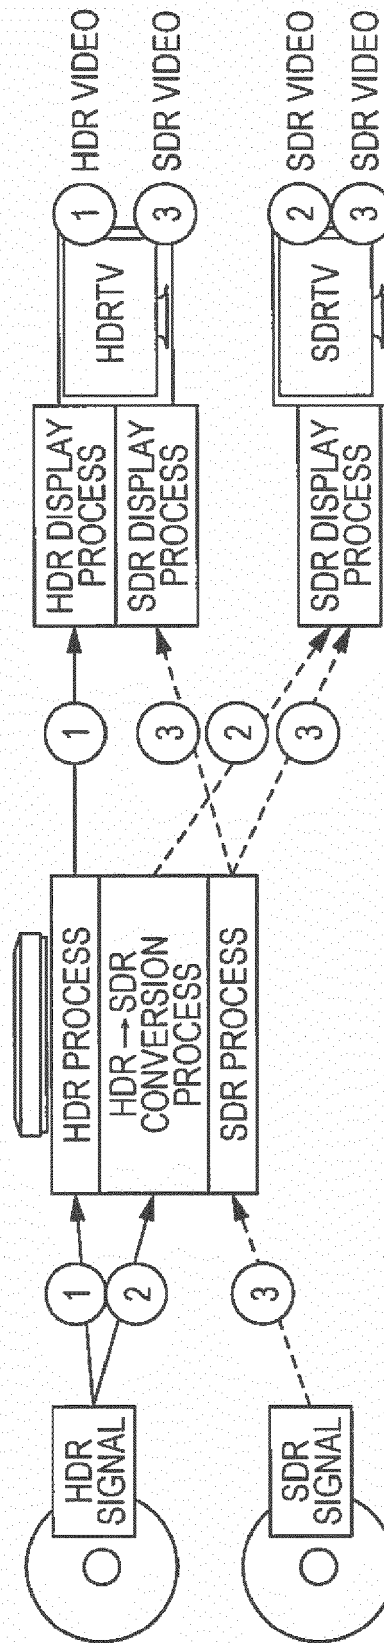 HDR
SIGNAL
SDR
SIGNAL
1
2
3
HDR PROCESS
HDR→SDR
CONVERSION
PROCESS
SDR PROCESS
1
3
2
3
HDR DISPLAY
PROCESS
SDR DISPLAY
PROCESS
SDR DISPLAY
PROCESS
HDRTV
SDRTV
1
3
2
3
HDR VIDEO
SDR VIDEO
SDR VIDEO
SDR VIDEO